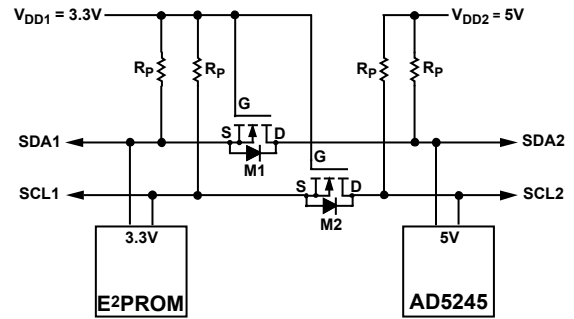 VDD1 = 3.3V
VDD2 = 5V
RP
RP
RP
RP
G
S
D
M1
SDA1
SDA2
G
S
D
M2
SCL1
SCL2
3.3V
E2PROM
5V
AD5245